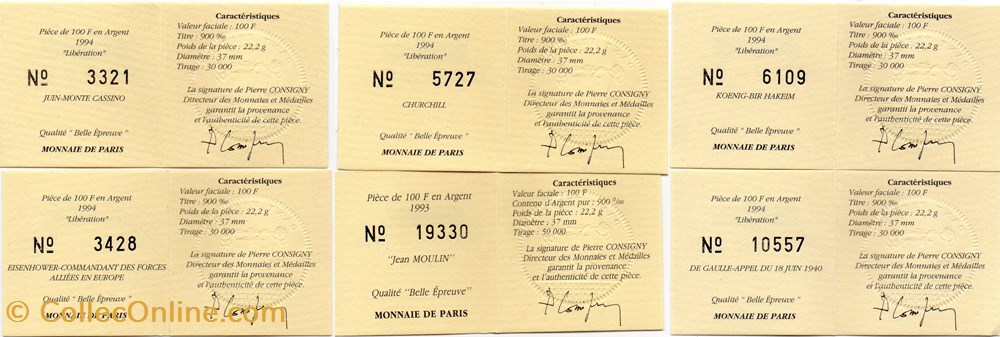 Pièce de 100 F en Argent
1994
"Libération"
Nº 3321
JUIN-MONTE CASSINO
Qualité " Belle Épreuve "
MONNAIE DE PARIS
Caractéristiques
Valeur faciale : 100 F
Titre : 900 ‰
Poids de la pièce : 22,2 g
Diamètre : 37 mm
Tirage : 30 000
La signature de Pierre CONSIGNY
Directeur des Monnaies et Médailles
garantit la provenance
et l'authenticité de cette pièce.
Pièce de 100 F en Argent
1994
"Libération"
Nº 5727
CHURCHILL
Qualité " Belle Épreuve "
MONNAIE DE PARIS
Caractéristiques
Valeur faciale : 100 F
Titre : 900 ‰
Poids de la pièce : 22,2 g
Diamètre : 37 mm
Tirage : 30 000
La signature de Pierre CONSIGNY
Directeur des Monnaies et Médailles
garantit la provenance
et l'authenticité de cette pièce.
Pièce de 100 F en Argent
1994
"Libération"
Nº 6109
KOENIG-BIR HAKEIM
Qualité " Belle Épreuve "
MONNAIE DE PARIS
Caractéristiques
Valeur faciale : 100 F
Titre : 900 ‰
Poids de la pièce : 22,2 g
Diamètre : 37 mm
Tirage : 30 000
La signature de Pierre CONSIGNY
Directeur des Monnaies et Médailles
garantit la provenance
et l'authenticité de cette pièce.
Pièce de 100 F en Argent
1994
"Libération"
Nº 3428
EISENHOWER-COMMANDANT DES FORCES
ALLIÉES EN EUROPE
Qualité " Belle Épreuve "
MONNAIE DE PARIS
Caractéristiques
Valeur faciale : 100 F
Titre : 900 ‰
Poids de la pièce : 22,2 g
Diamètre : 37 mm
Tirage : 30 000
La signature de Pierre CONSIGNY
Directeur des Monnaies et Médailles
garantit la provenance
et l'authenticité de cette pièce.
Pièce de 100 F en Argent
1993
Nº 19330
"Jean MOULIN"
Qualité "Belle Épreuve"
MONNAIE DE PARIS
Caractéristiques
Valeur faciale : 100 F
Contenu d'Argent pur : 900 ‰
Poids de la pièce : 22,2 g
Diamètre : 37 mm
Tirage : 50 000
La signature de Pierre CONSIGNY
Directeur des Monnaies et Médailles
garantit la provenance
et l'authenticité de cette pièce.
Pièce de 100 F en Argent
1994
"Libération"
Nº 10557
DE GAULLE-APPEL DU 18 JUIN 1940
Qualité " Belle Épreuve "
MONNAIE DE PARIS
Caractéristiques
Valeur faciale : 100 F
Titre : 900 ‰
Poids de la pièce : 22,2 g
Diamètre : 37 mm
Tirage : 30 000
La signature de Pierre CONSIGNY
Directeur des Monnaies et Médailles
garantit la provenance
et l'authenticité de cette pièce.
© CollecOnline.com